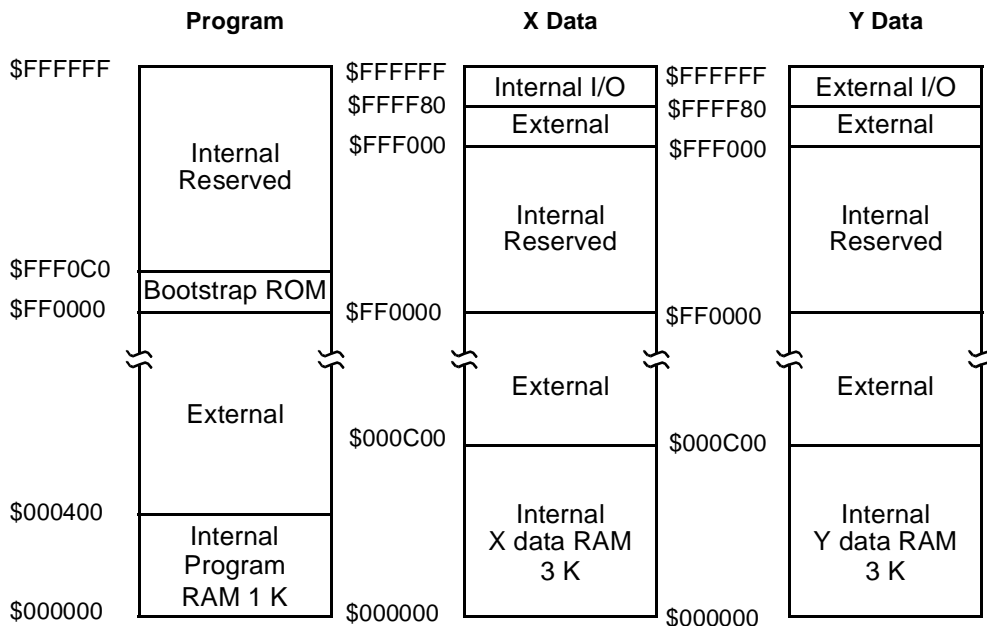 Program
X Data
Y Data
$FFFFFF
Internal
Reserved
$FFF0C0
Bootstrap ROM
$FF0000
External
$000400
Internal
Program
RAM 1 K
$000000
$FFFFFF
Internal I/O
$FFFF80
External
$FFF000
Internal
Reserved
$FF0000
External
$000C00
Internal
X data RAM
3 K
$000000
$FFFFFF
External I/O
$FFFF80
External
$FFF000
Internal
Reserved
$FF0000
External
$000C00
Internal
Y data RAM
3 K
$000000